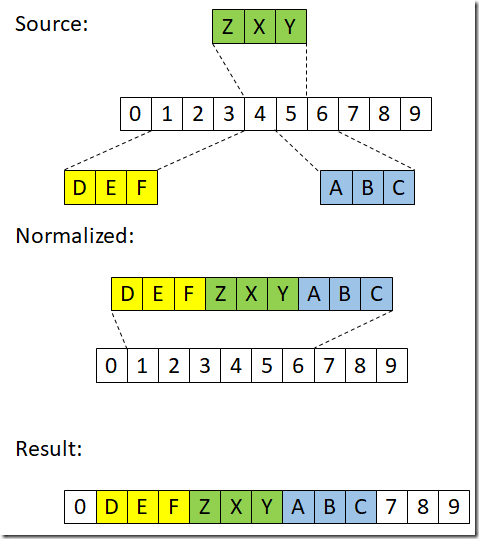 Source:
Z X Y
0 1 2 3 4 5 6 7 8 9
D E F A B C
Normalized:
D E F Z X Y A B C
0 1 2 3 4 5 6 7 8 9
Result:
0 D E F Z X Y A B C 7 8 9